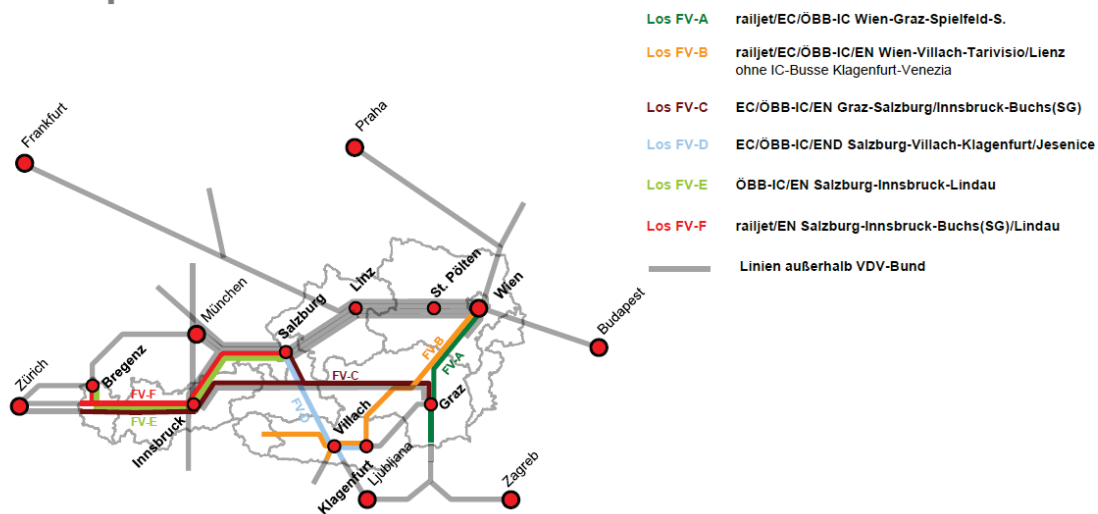 Los FV-A railjet/EC/ÖBB-IC Wien-Graz-Spielfeld-S.
Los FV-B railjet/EC/ÖBB-IC/EN Wien-Villach-Tarivisio/Lienz
ohne IC-Busse Klagenfurt-Venezia
Los FV-C EC/ÖBB-IC/EN Graz-Salzburg/Innsbruck-Buchs(SG)
Los FV-D EC/ÖBB-IC/END Salzburg-Villach-Klagenfurt/Jesenice
Los FV-E ÖBB-IC/EN Salzburg-Innsbruck-Lindau
Los FV-F railjet/EN Salzburg-Innsbruck-Buchs(SG)/Lindau
Linien außerhalb VDV-Bund
Frankfurt
Praha
München
Salzburg
Linz
St. Pölten
Wien
Budapest
Zürich
Bregenz
FV-B
FV-A
FV-C
FV-F
FV-E
FV-D
Innsbruck
Villach
Graz
Klagenfurt
Ljubljana
Zagreb